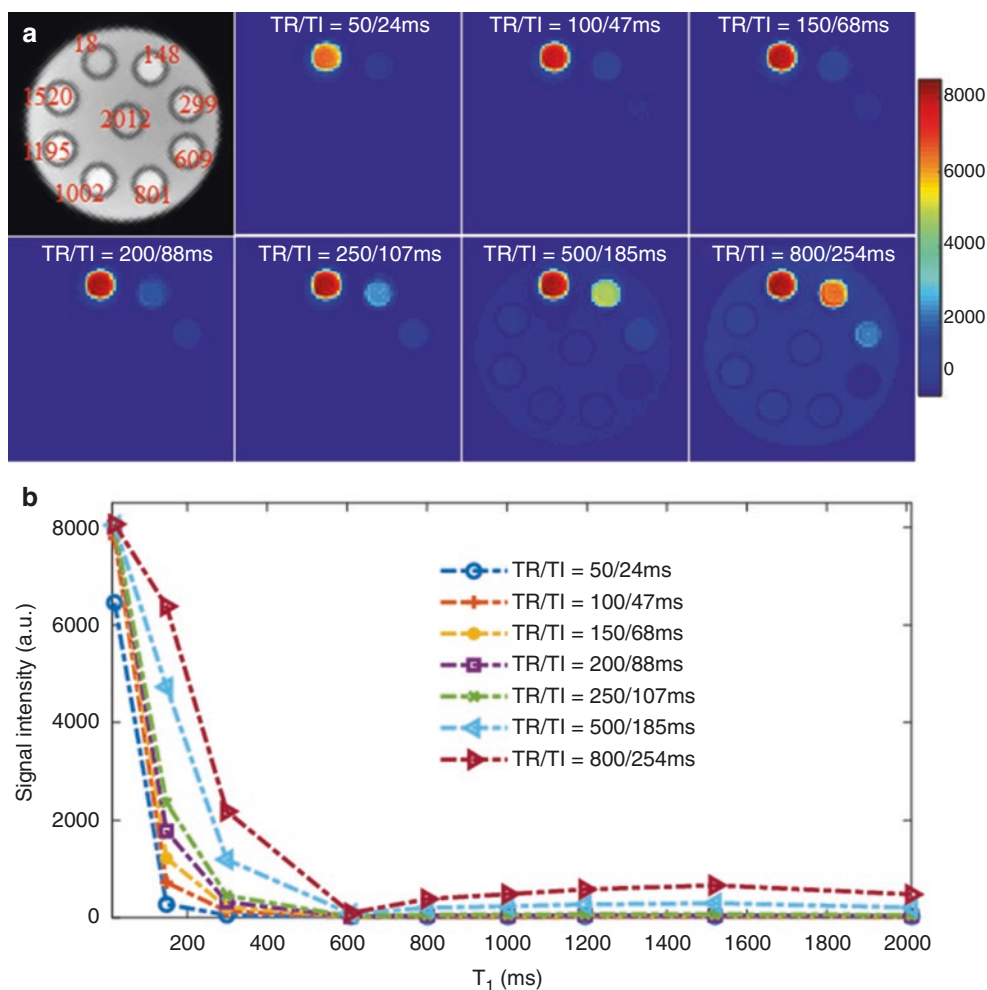 a
18
148
1520
299
2012
1195
609
1002
801
TR/TI = 50/24ms
TR/TI = 100/47ms
TR/TI = 150/68ms
TR/TI = 200/88ms
TR/TI = 250/107ms
TR/TI = 500/185ms
TR/TI = 800/254ms
8000
6000
4000
2000
0
b
Signal intensity (a.u.)
8000
6000
4000
2000
0
TR/TI = 50/24ms
TR/TI = 100/47ms
TR/TI = 150/68ms
TR/TI = 200/88ms
TR/TI = 250/107ms
TR/TI = 500/185ms
TR/TI = 800/254ms
200 400 600 800 1000 1200 1400 1600 1800 2000
T₁ (ms)